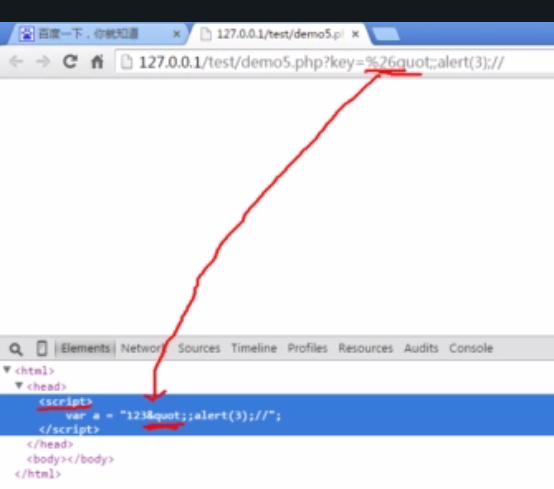 百度一下，你就知道 × 127.0.0.1/test/demo5.p ×
127.0.0.1/test/demo5.php?key=%26quot;;alert(3);//
Elements Network Sources Timeline Profiles Resources Audits Console
<html>
<head>
<script>
var a = "123&quot;;alert(3);//";
</script>
</head>
<body></body>
</html>